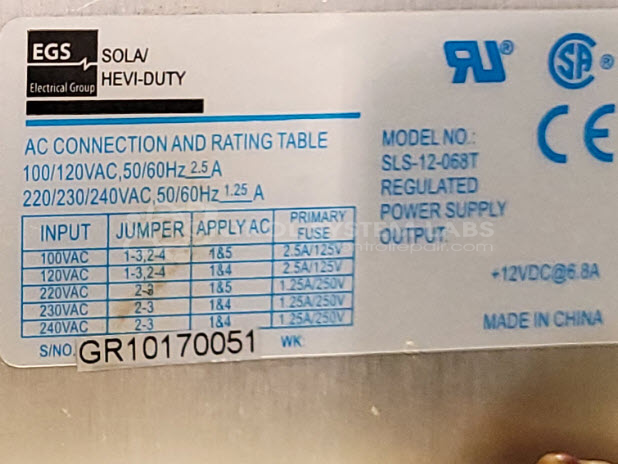 EGS
Electrical Group
SOLA/
HEVI-DUTY
AC CONNECTION AND RATING TABLE
100/120VAC,50/60Hz 2.5 A
220/230/240VAC,50/60Hz 1.25 A
INPUT JUMPER APPLY AC PRIMARY FUSE
100VAC 1-3,2-4 1&5 2.5A/125V
120VAC 1-3,2-4 1&4 2.5A/125V
220VAC 2-3 1&5 1.25A/250V
230VAC 2-3 1&4 1.25A/250V
240VAC 2-3 1&4 1.25A/250V
S/NO. GR10170051 WK:
RU®
SA®
CE
MODEL NO.:
SLS-12-068T
REGULATED
POWER SUPPLY
OUTPUT
+12VDC@6.8A
MADE IN CHINA